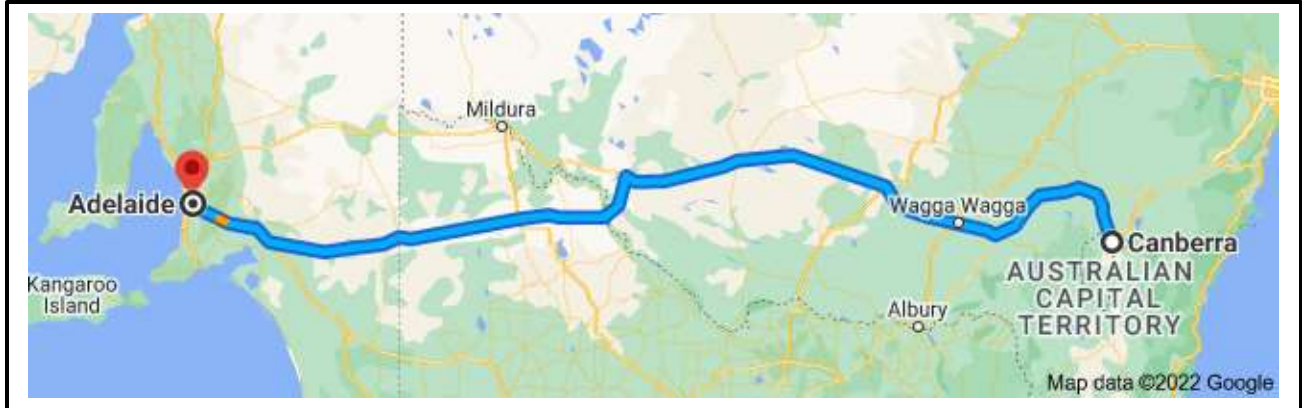 Mildura
Adelaide
Wagga Wagga
Canberra
Kangaroo
Island
AUSTRALIAN
CAPITAL
TERRITORY
Albury
Map data ©2022 Google